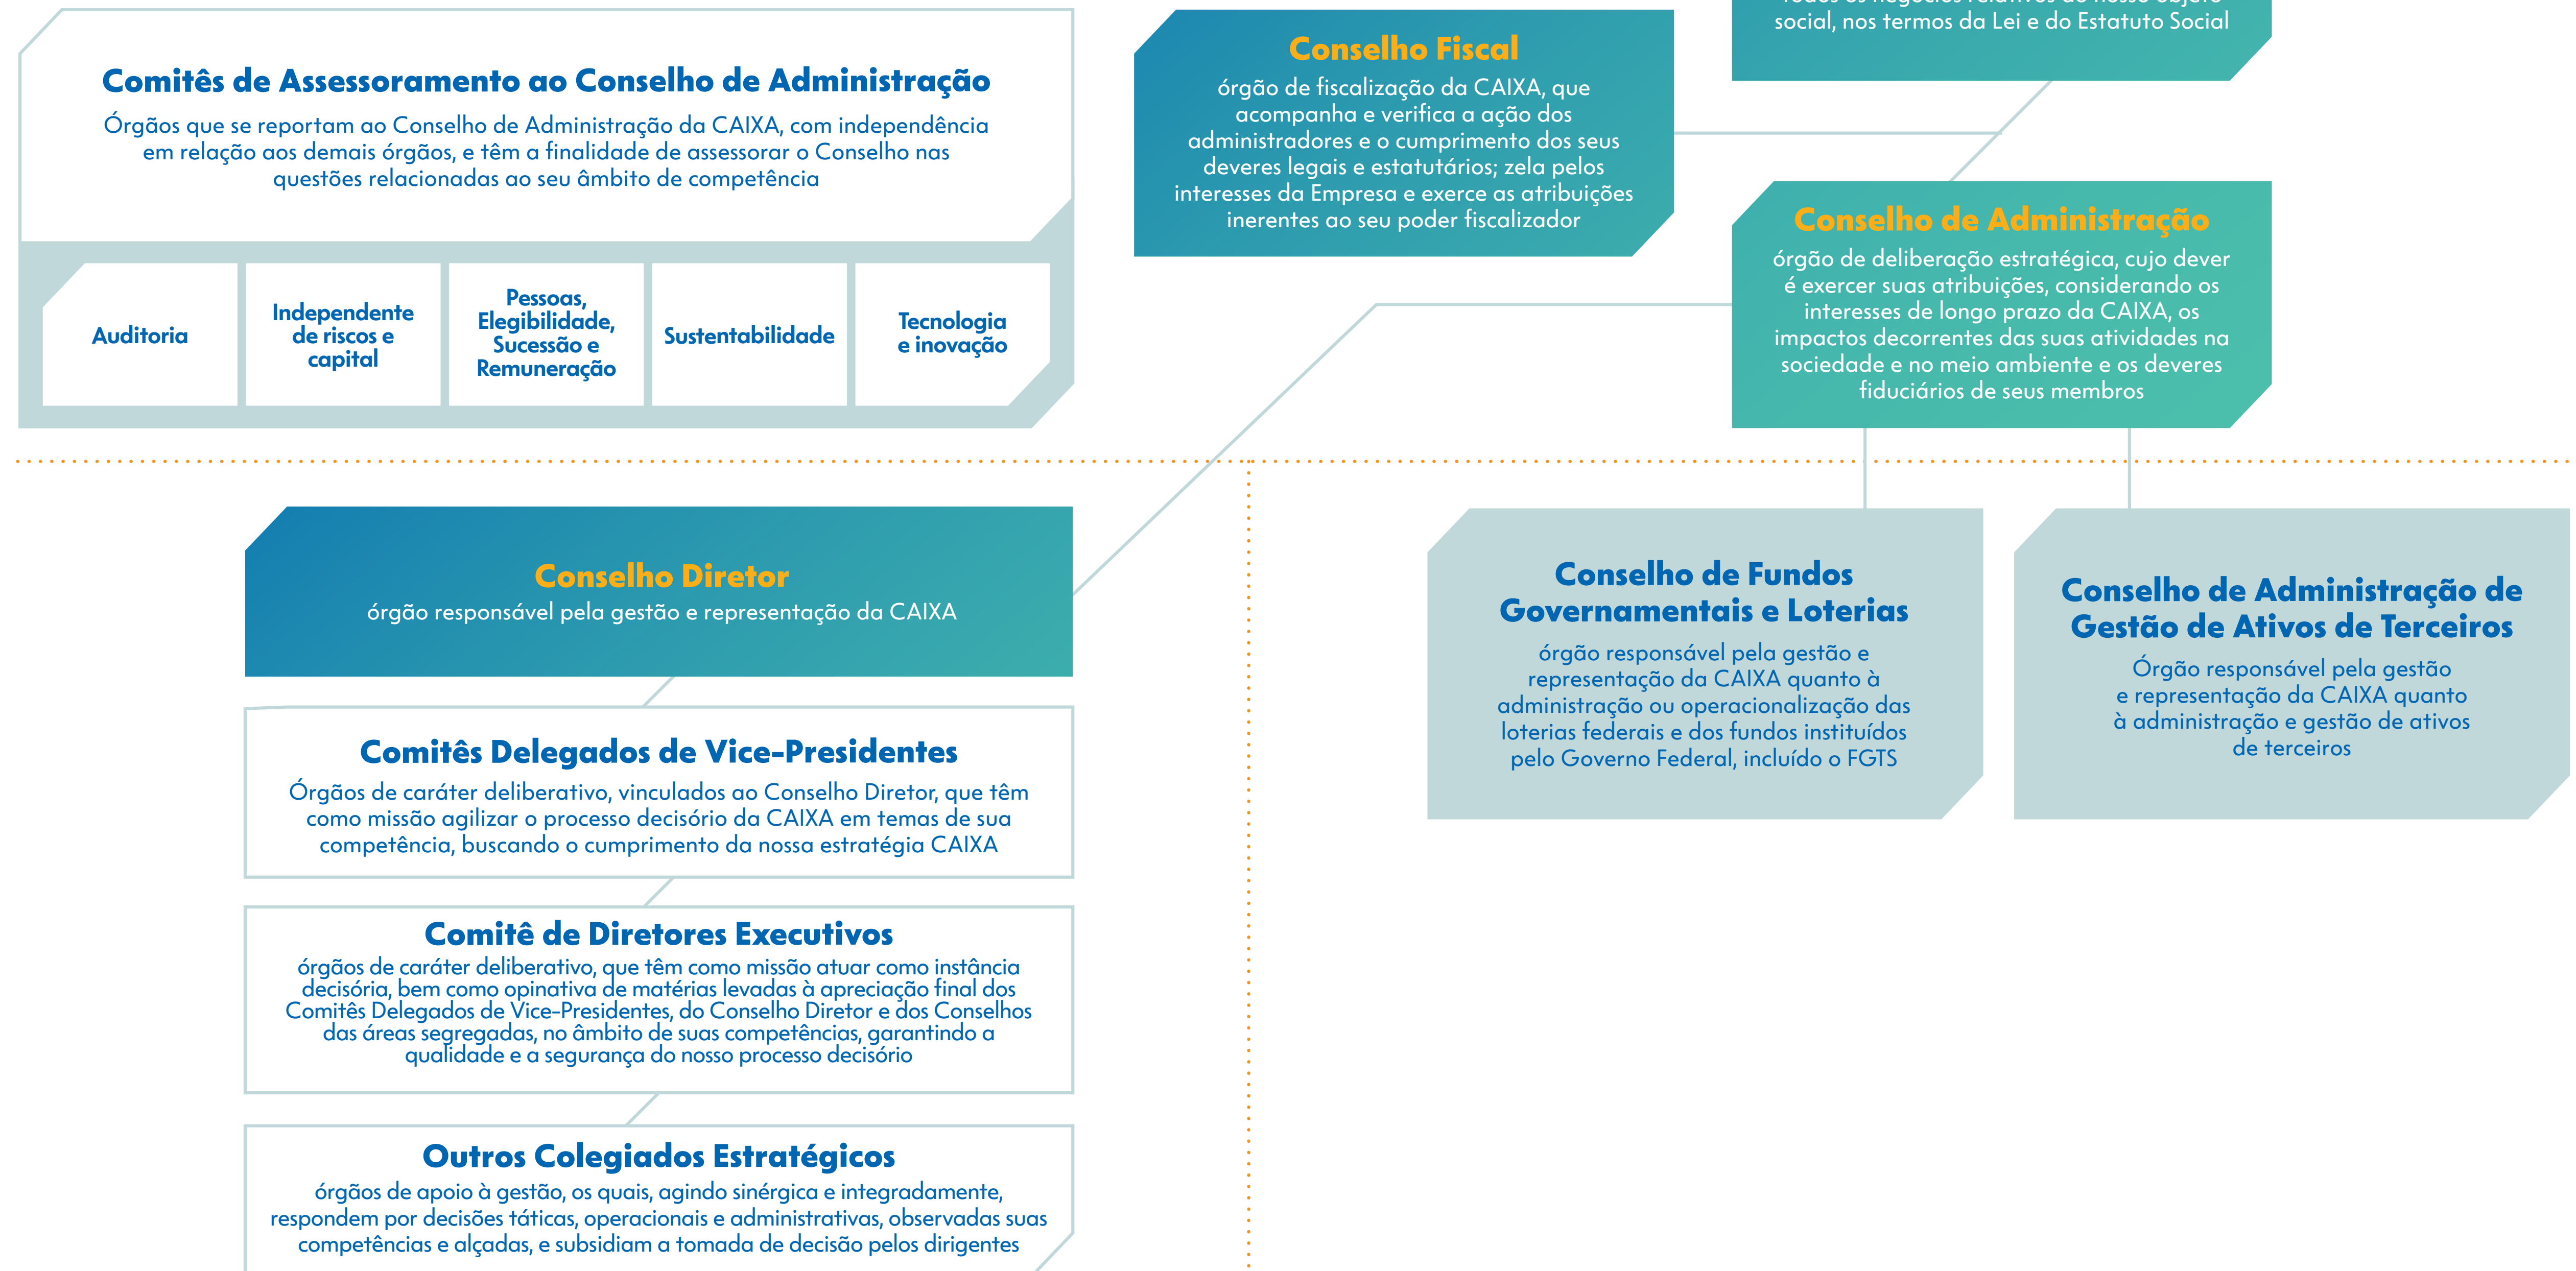 Comitês de Assessoramento ao Conselho de Administração
Órgãos que se reportam ao Conselho de Administração da CAIXA, com independência
em relação aos demais órgãos, e têm a finalidade de assessorar o Conselho nas
questões relacionadas ao seu âmbito de competência
Auditoria
Independente
de riscos e
capital
Pessoas,
Elegibilidade,
Sucessão e
Remuneração
Sustentabilidade
Tecnologia
e inovação
Conselho Fiscal
órgão de fiscalização da CAIXA, que
acompanha e verifica a ação dos
administradores e o cumprimento dos seus
deveres legais e estatutários; zela pelos
interesses da Empresa e exerce as atribuições
inerentes ao seu poder fiscalizador
social, nos termos da Lei e do Estatuto Social
Conselho de Administração
órgão de deliberação estratégica, cujo dever
é exercer suas atribuições, considerando os
interesses de longo prazo da CAIXA, os
impactos decorrentes das suas atividades na
sociedade e no meio ambiente e os deveres
fiduciários de seus membros
Conselho Diretor
órgão responsável pela gestão e representação da CAIXA
Comitês Delegados de Vice-Presidentes
Órgãos de caráter deliberativo, vinculados ao Conselho Diretor, que têm
como missão agilizar o processo decisório da CAIXA em temas de sua
competência, buscando o cumprimento da nossa estratégia CAIXA
Comitê de Diretores Executivos
órgãos de caráter deliberativo, que têm como missão atuar como instância
decisória, bem como opinativa de matérias levadas à apreciação final dos
Comitês Delegados de Vice-Presidentes, do Conselho Diretor e dos Conselhos
das áreas segregadas, no âmbito de suas competências, garantindo a
qualidade e a segurança do nosso processo decisório
Outros Colegiados Estratégicos
órgãos de apoio à gestão, os quais, agindo sinérgica e integradamente,
respondem por decisões táticas, operacionais e administrativas, observadas suas
competências e alçadas, e subsidiam a tomada de decisão pelos dirigentes
Conselho de Fundos
Governamentais e Loterias
órgão responsável pela gestão e
representação da CAIXA quanto à
administração ou operacionalização das
loterias federais e dos fundos instituídos
pelo Governo Federal, incluído o FGTS
Conselho de Administração de
Gestão de Ativos de Terceiros
Órgão responsável pela gestão
e representação da CAIXA quanto
à administração e gestão de ativos
de terceiros